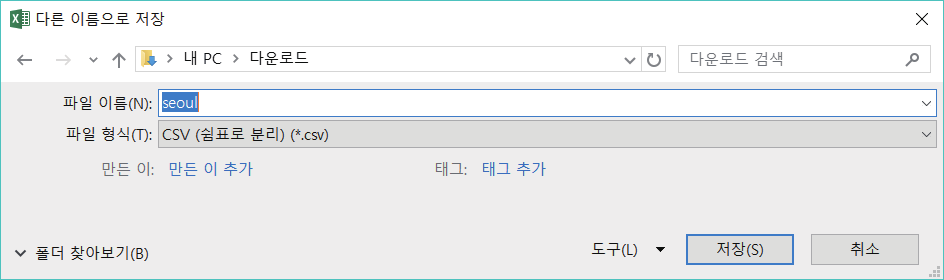 다른 이름으로 저장
내 PC > 다운로드
다운로드 검색
파일 이름(N): seoul
파일 형식(T): CSV (쉼표로 분리) (*.csv)
만든 이: 만든 이 추가 태그: 태그 추가
폴더 찾아보기(B) 도구(L) 저장(S) 취소